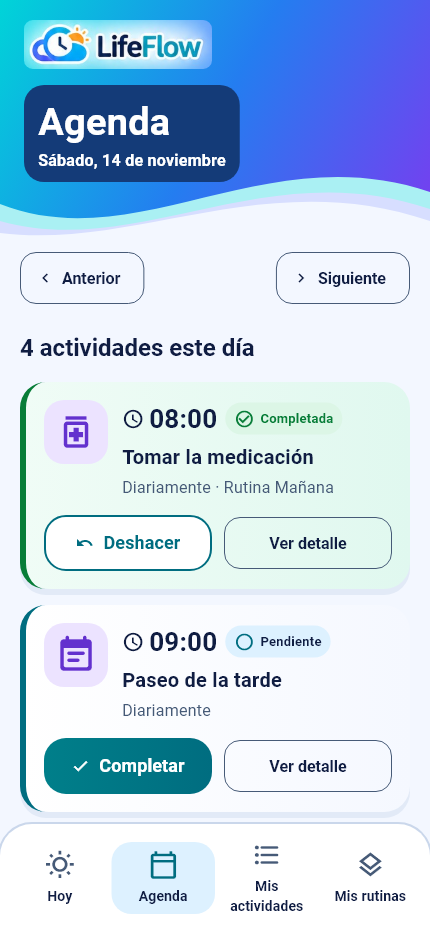 LifeFlow
Agenda
Sábado, 14 de noviembre
Anterior
Siguiente
4 actividades este día
08:00
Completada
Tomar la medicación
Diariamente · Rutina Mañana
Deshacer
Ver detalle
09:00
Pendiente
Paseo de la tarde
Diariamente
Completar
Ver detalle
Hoy
Agenda
Mis
actividades
Mis rutinas